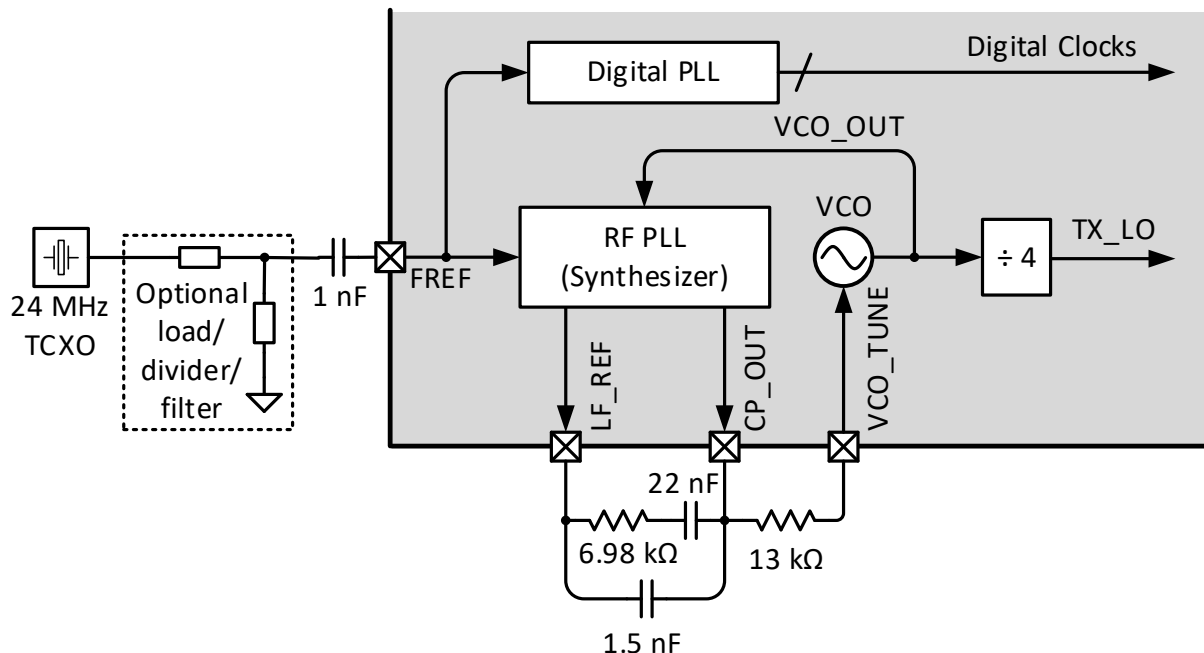 Digital Clocks
Digital PLL
VCO_OUT
VCO
RF PLL
(Synthesizer)
÷ 4
TX_LO
24 MHz
TCXO
Optional
load/
divider/
filter
1 nF
FREF
LF_REF
CP_OUT
VCO_TUNE
22 nF
6.98 kΩ
13 kΩ
1.5 nF